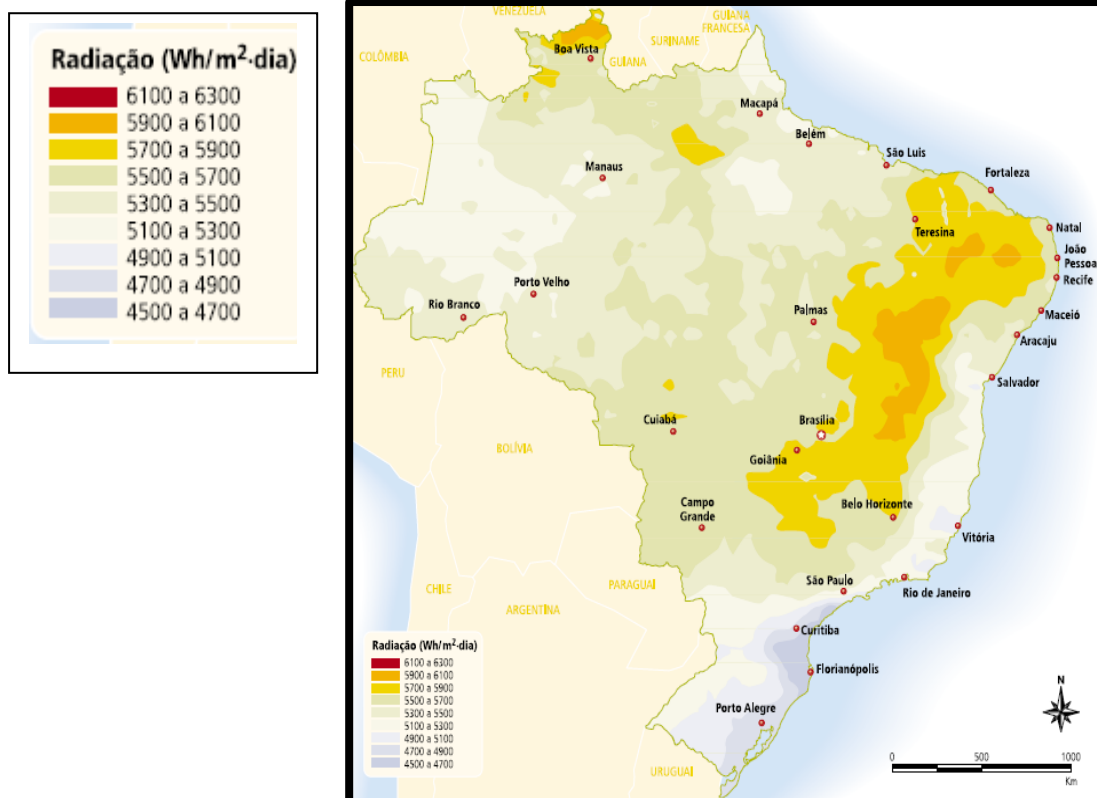 Radiação (Wh/m²·dia)
6100 a 6300
5900 a 6100
5700 a 5900
5500 a 5700
5300 a 5500
5100 a 5300
4900 a 5100
4700 a 4900
4500 a 4700
VENEZUELA
GUIANA
FRANCESA
SURINAME
COLÔMBIA
Boa Vista
GUIANA
Macapá
Belém
São Luis
Manaus
Fortaleza
Teresina
Natal
João
Pessoa
Recife
Porto Velho
Rio Branco
Palmas
Maceió
Aracaju
PERU
Salvador
Cuiabá
Brasília
BOLÍVIA
Goiânia
Campo
Grande
Belo Horizonte
Vitória
PARAGUAI
São Paulo
Rio de Janeiro
CHILE
ARGENTINA
Curitiba
Florianópolis
Porto Alegre
URUGUAI
Radiação (Wh/m²·dia)
6100 a 6300
5900 a 6100
5700 a 5900
5500 a 5700
5300 a 5500
5100 a 5300
4900 a 5100
4700 a 4900
4500 a 4700
N
0 500 1000
Km